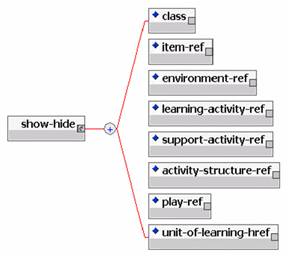 class
item-ref
environment-ref
learning-activity-ref
show-hide
support-activity-ref
activity-structure-ref
play-ref
unit-of-learning-href